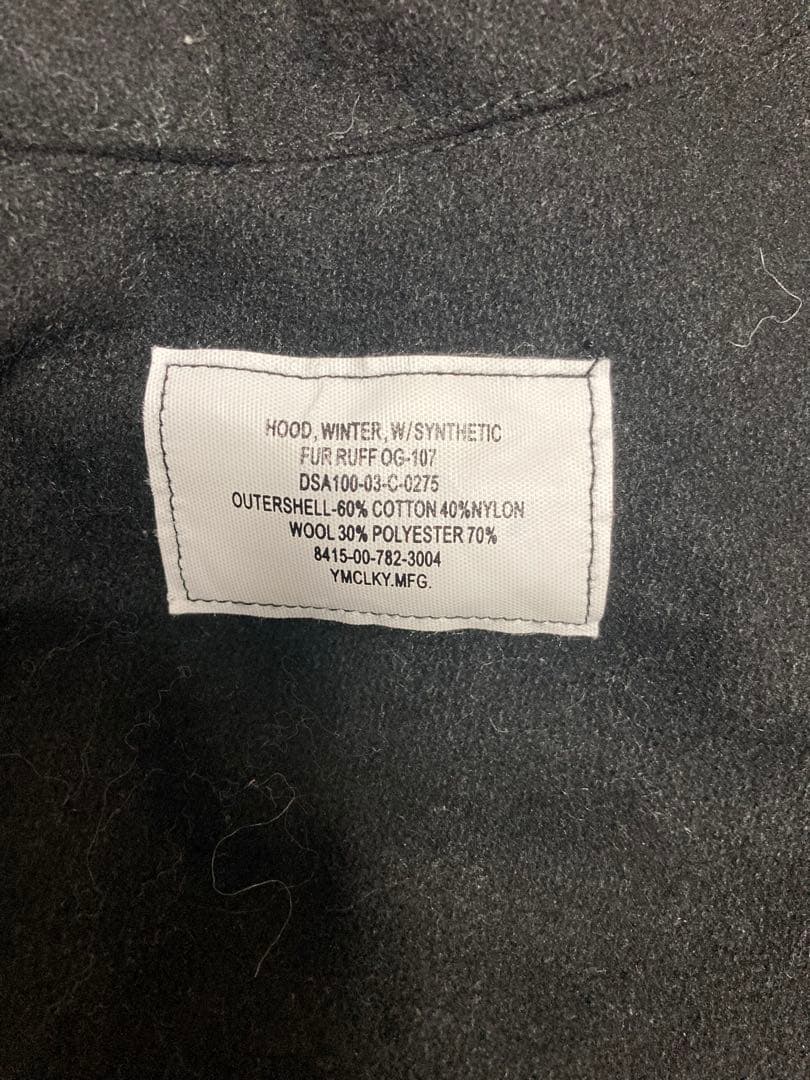 HOOD, WINTER, W/SYNTHETIC
FUR RUFF OG-107
DSA100-03-C-0275
OUTERSHELL-60% COTTON 40%NYLON
WOOL 30% POLYESTER 70%
8415-00-782-3004
YMCLKY.MFG.